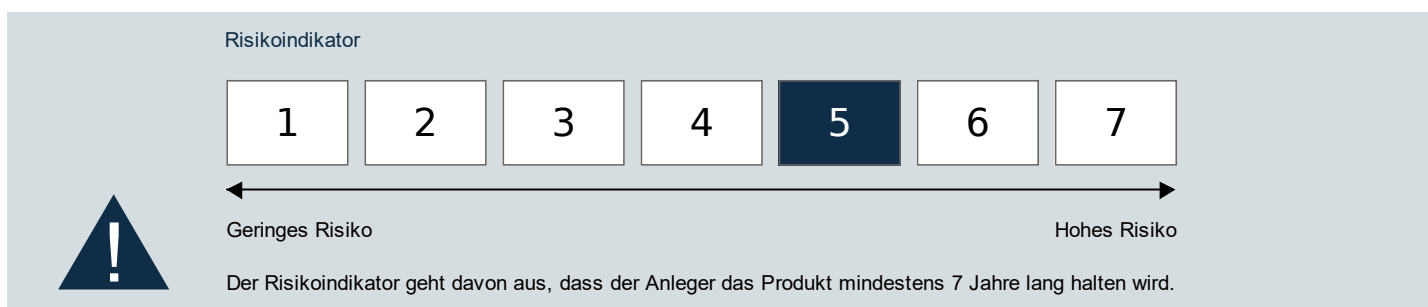 Risikoindikator
1 2 3 4 5 6 7
Geringes Risiko Hohes Risiko
!
Der Risikoindikator geht davon aus, dass der Anleger das Produkt mindestens 7 Jahre lang halten wird.